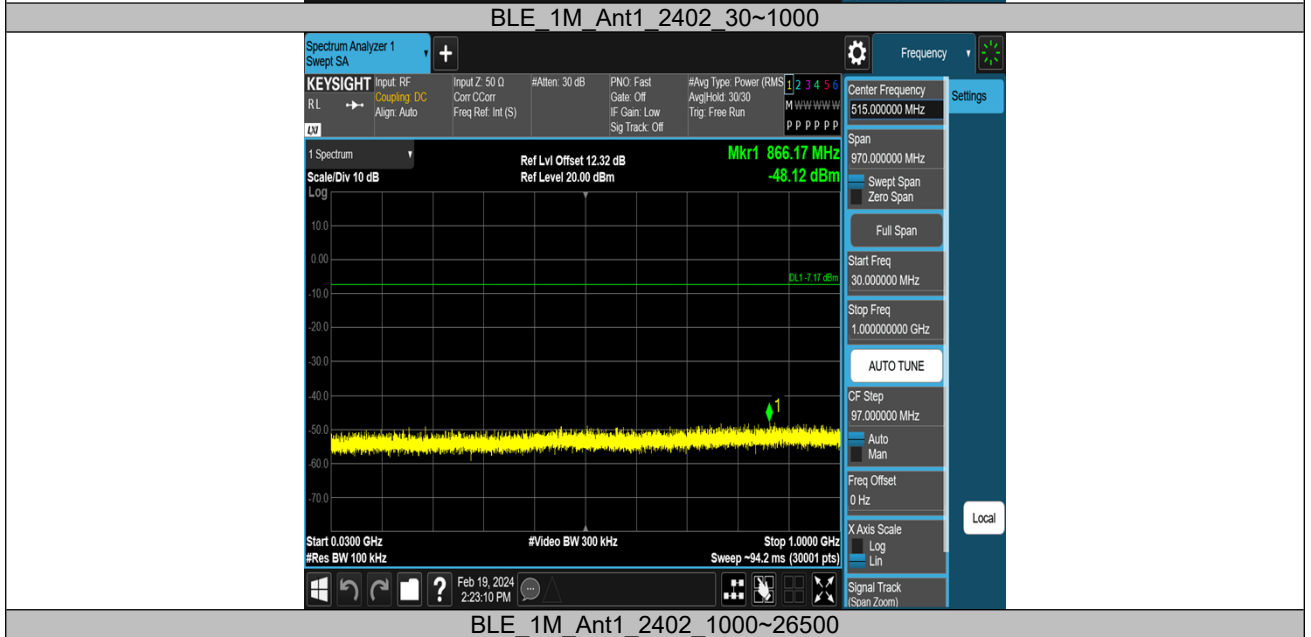 BLE_1M_Ant1_2402_30~1000
Spectrum Analyzer 1
Swept SA
Frequency
KEYSIGHT
RL
LXI
Input: RF
Coupling: DC
Align: Auto
Input Z: 50 Ω
Corr CCorr
Freq Ref: Int (S)
#Atten: 30 dB
PNO: Fast
Gate: Off
IF Gain: Low
Sig Track: Off
#Avg Type: Power (RMS
Avg|Hold: 30/30
Trig: Free Run
1 2 3 4 5 6
M W W W W W
P P P P P P
1 Spectrum
Scale/Div 10 dB
Log
Ref Lvl Offset 12.32 dB
Ref Level 20.00 dBm
Mkr1 866.17 MHz
-48.12 dBm
10.0
0.00
DL1 -7.17 dBm
-10.0
-20.0
-30.0
-40.0
1
-50.0
-60.0
-70.0
Start 0.0300 GHz
#Video BW 300 kHz
Stop 1.0000 GHz
#Res BW 100 kHz
Sweep ~94.2 ms (30001 pts)
Center Frequency
515.000000 MHz
Settings
Span
970.000000 MHz
Swept Span
Zero Span
Full Span
Start Freq
30.000000 MHz
Stop Freq
1.000000000 GHz
AUTO TUNE
CF Step
97.000000 MHz
Auto
Man
Freq Offset
0 Hz
Local
X Axis Scale
Log
Lin
Signal Track
(Span Zoom)
?
Feb 19, 2024
2:23:10 PM
BLE_1M_Ant1_2402_1000~26500